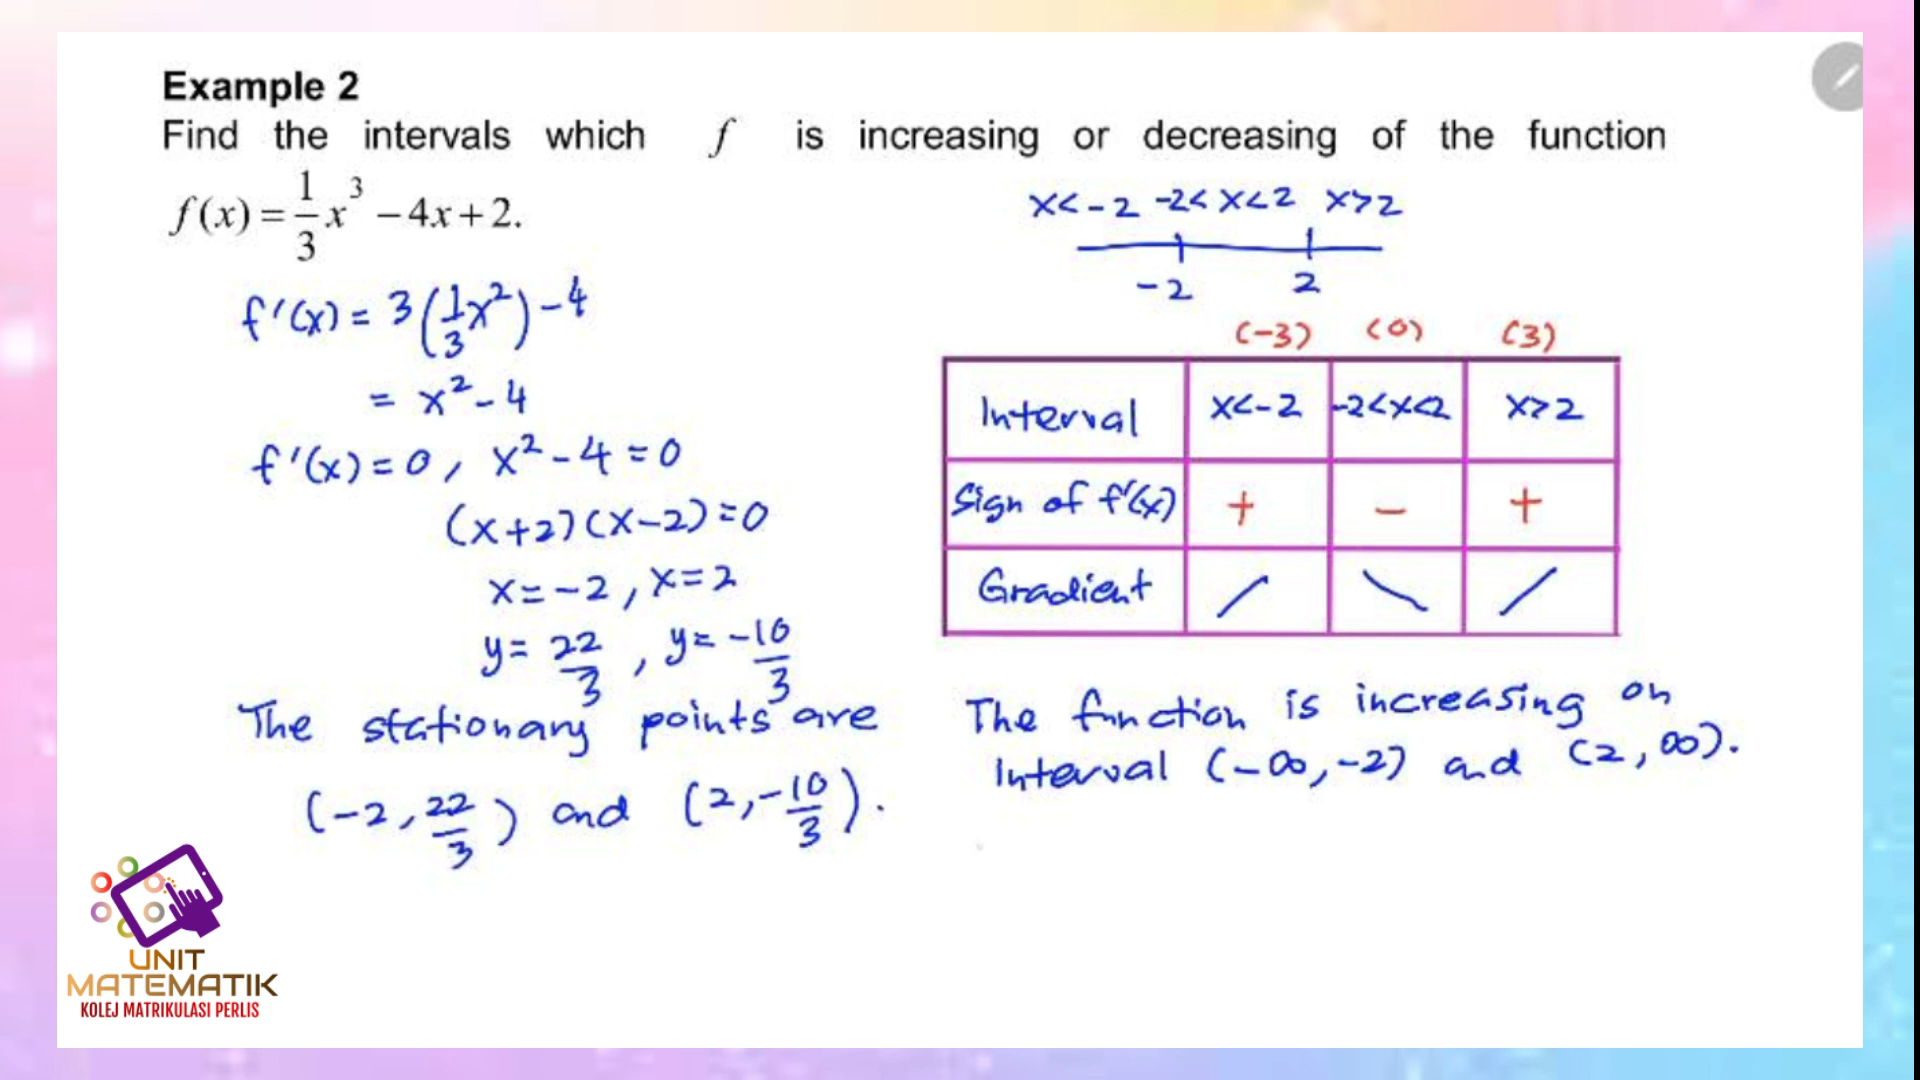 Example 2
Find the intervals which f is increasing or decreasing of the function
f(x) = 1/3 x³ − 4x + 2.
f'(x) = 3(1/3 x²) − 4
= x² − 4
f'(x) = 0, x² − 4 = 0
(x+2)(x−2) = 0
x = −2, x = 2
y = 22/3, y = −10/3
The stationary points are
(−2, 22/3) and (2, −10/3).
x<−2 −2<x<2 x>2
−2 2
(−3) (0) (3)
Interval x<−2 −2<x<2 x>2
Sign of f'(x) + − +
Gradient
The function is increasing on
Interval (−∞, −2) and (2, ∞).
UNIT
MATEMATIK
KOLEJ MATRIKULASI PERLIS